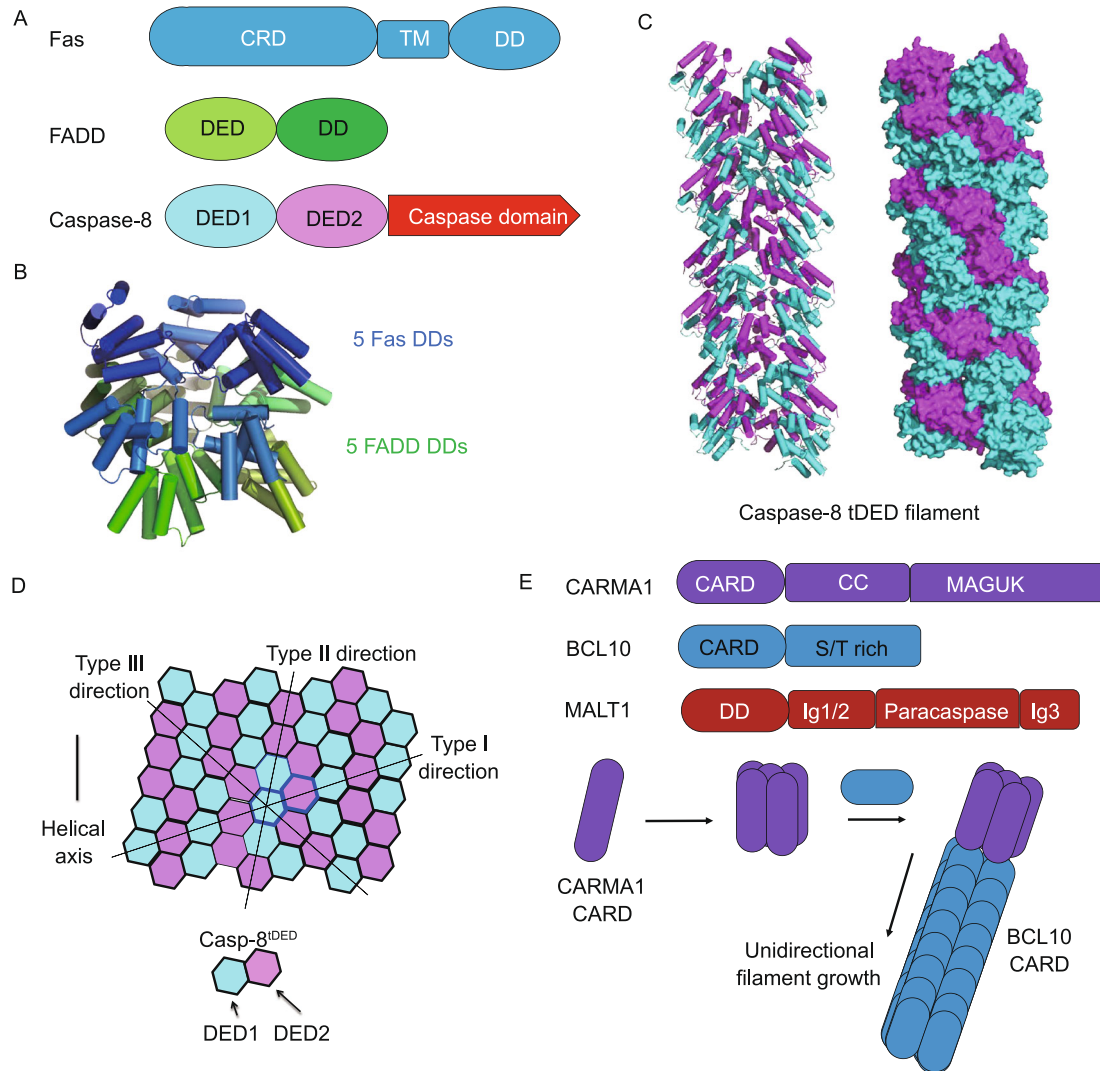 A
Fas
CRD
TM
DD
FADD
DED
DD
Caspase-8
DED1
DED2
Caspase domain
B
5 Fas DDs
5 FADD DDs
C
Caspase-8 tDED filament
D
Type II direction
Type III
direction
Type I
direction
Helical
axis
Casp-8tDED
DED1
DED2
E
CARMA1
CARD
CC
MAGUK
BCL10
CARD
S/T rich
MALT1
DD
Ig1/2
Paracaspase
Ig3
CARMA1
CARD
Unidirectional
filament growth
BCL10
CARD